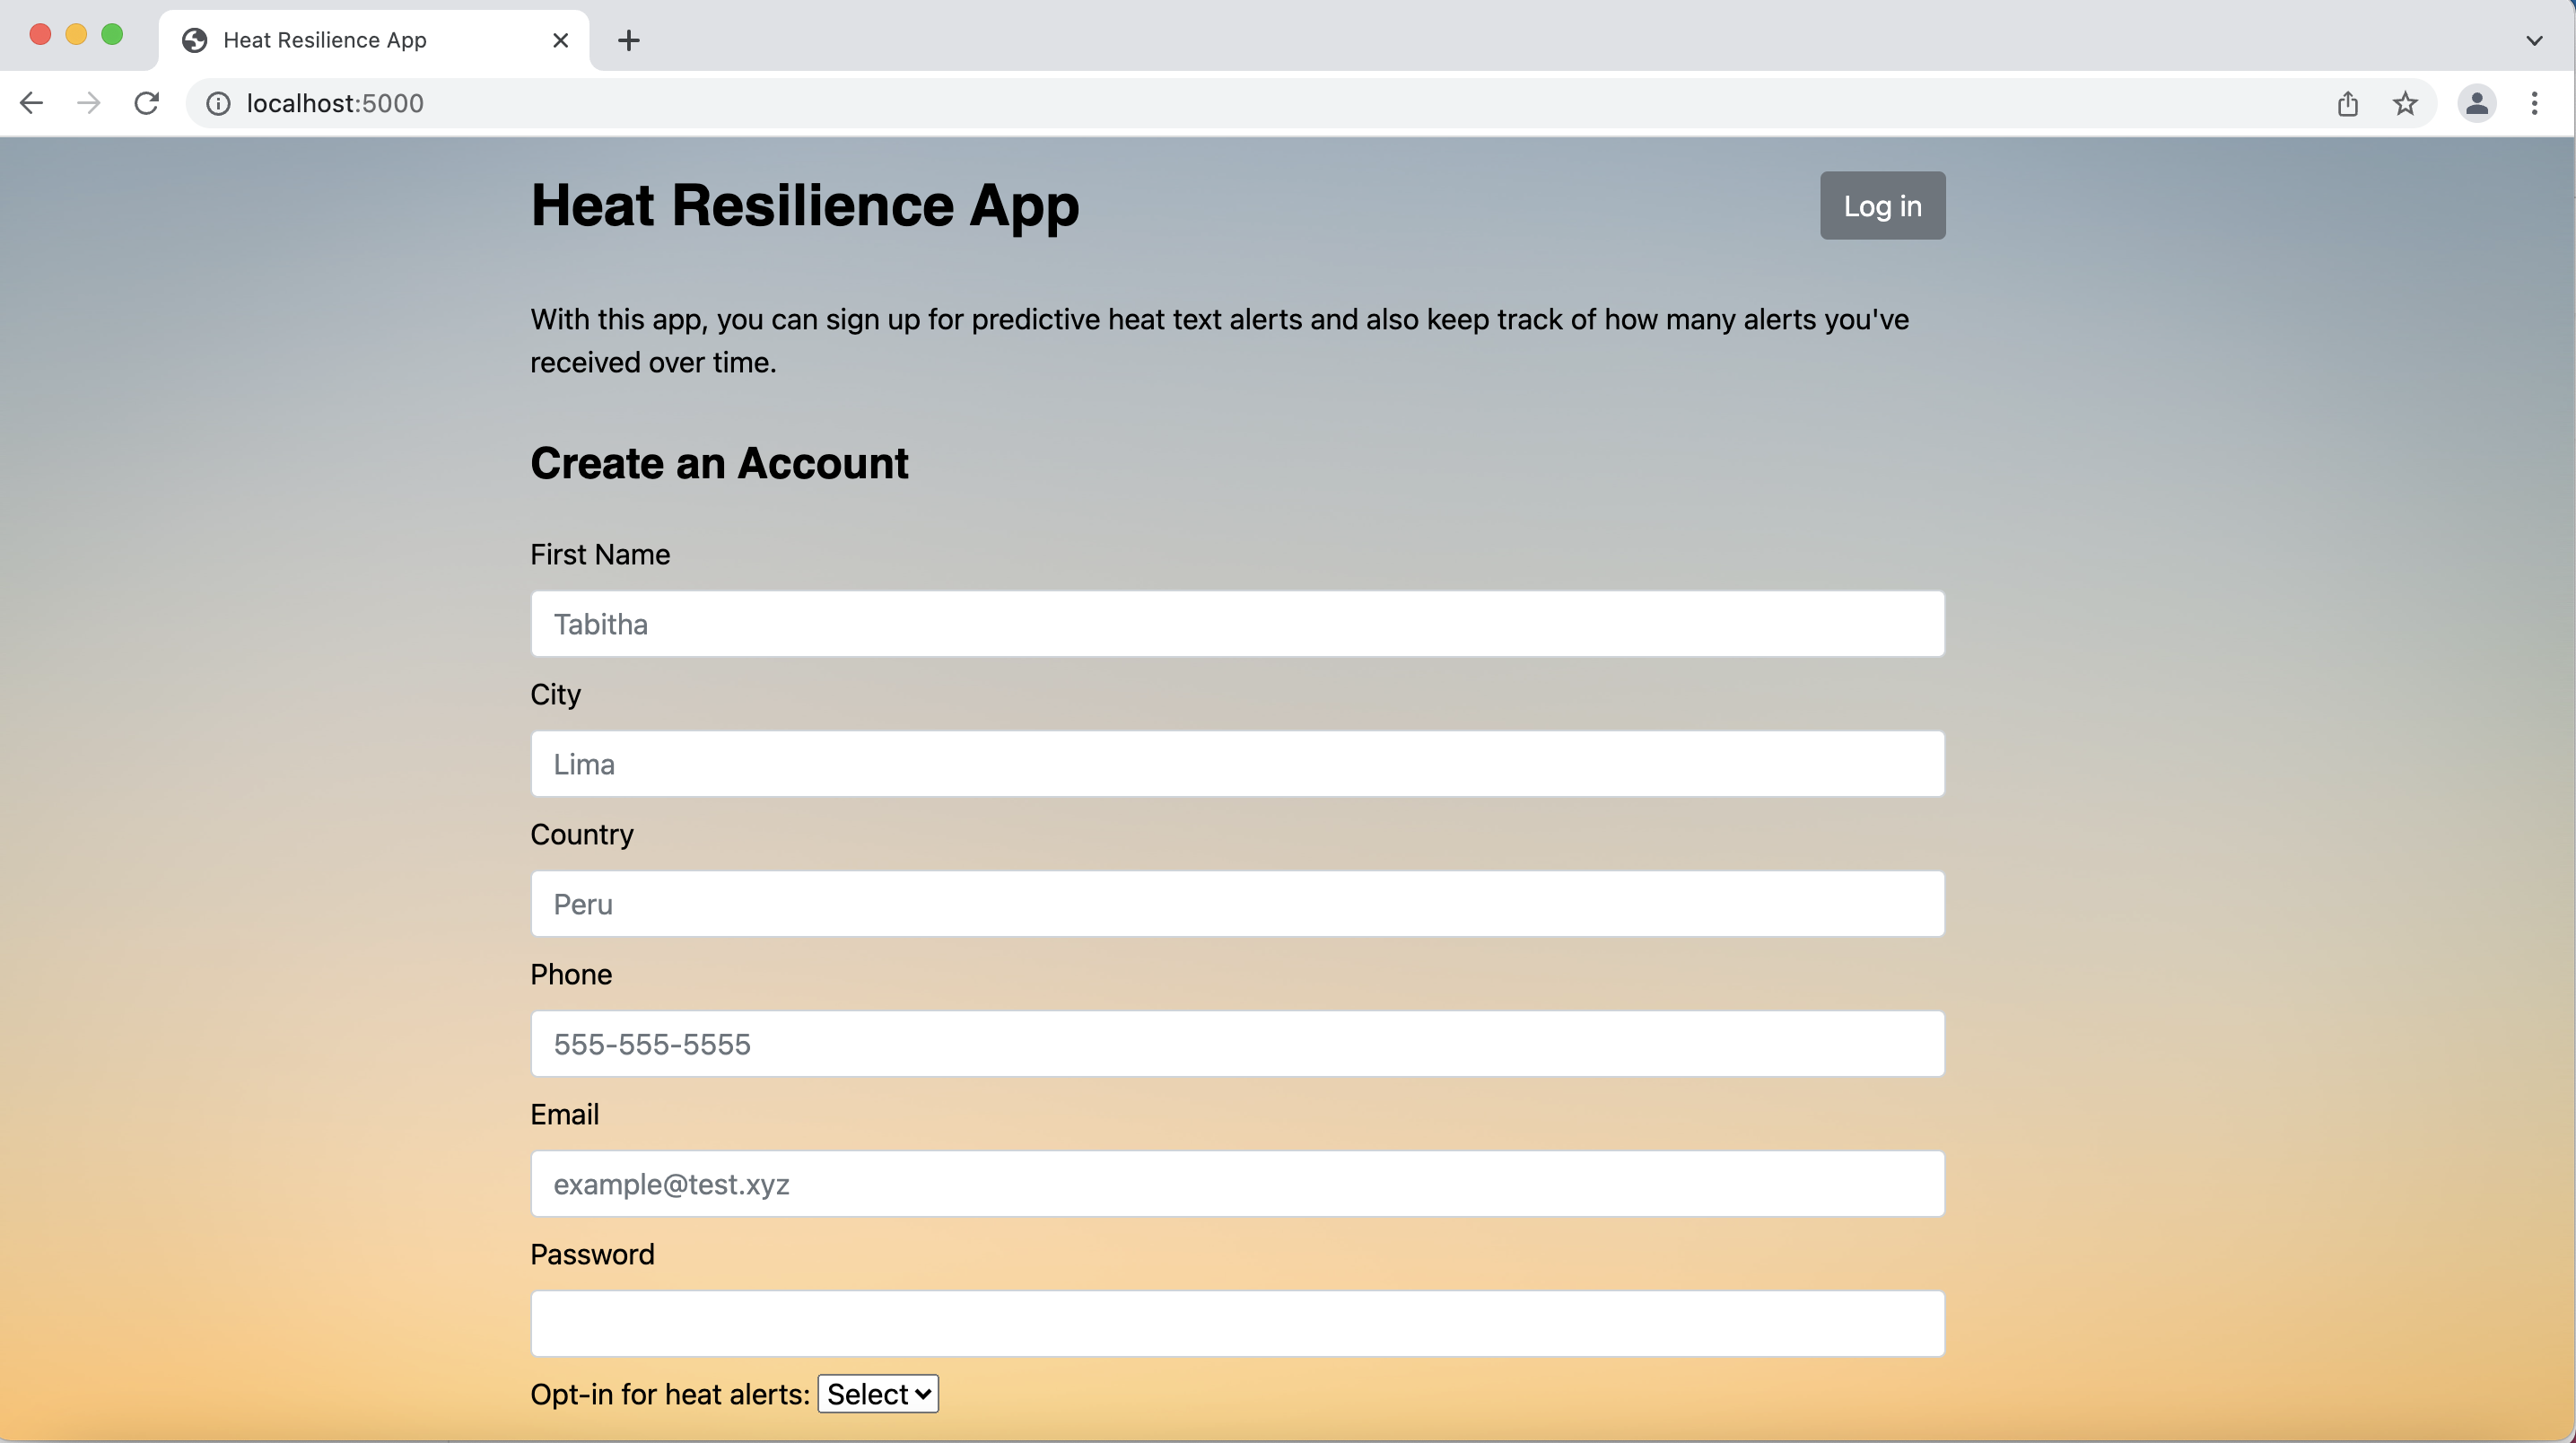 Heat Resilience App
localhost:5000
Heat Resilience App
Log in
With this app, you can sign up for predictive heat text alerts and also keep track of how many alerts you've
received over time.
Create an Account
First Name
Tabitha
City
Lima
Country
Peru
Phone
555-555-5555
Email
example@test.xyz
Password
Opt-in for heat alerts: Select